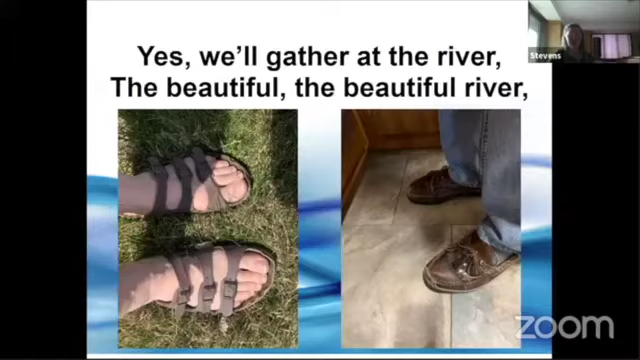 Yes, we'll gather at the river,
The beautiful, the beautiful river,
Stevens
zoom